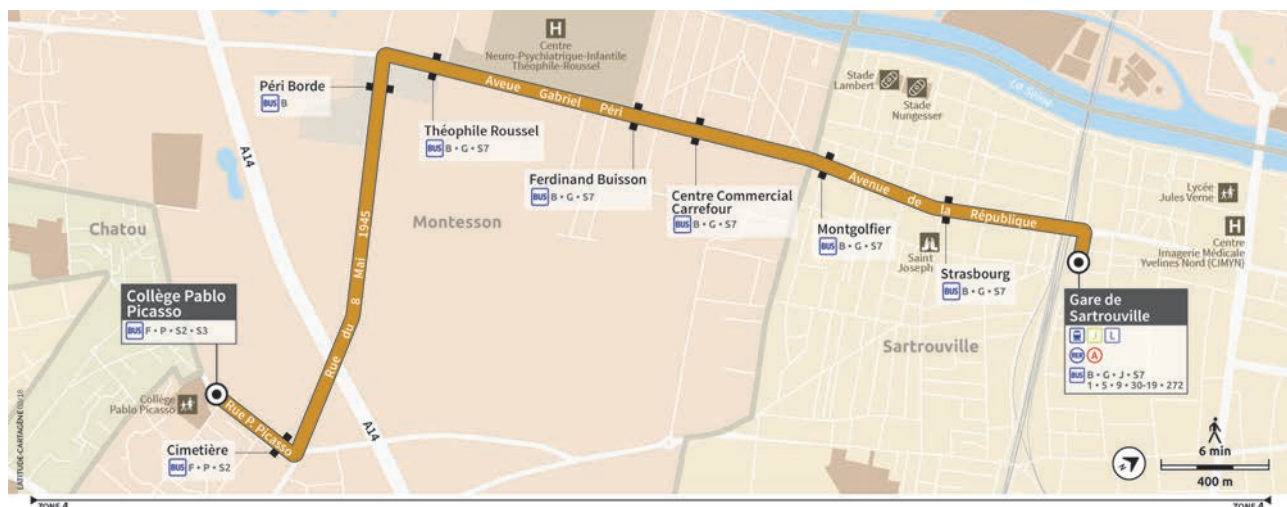 H
Centre
Neuro-Psychiatrique-Infantile
Théophile-Roussel
Péri Borde
BUS B
Aveue Gabriel Péri
Théophile Roussel
BUS B • G • S7
Stade
Lambert
Stade
Nungesser
La Seine
A14
Ferdinand Buisson
BUS B • G • S7
Centre Commercial
Carrefour
BUS B • G • S7
Avenue de la République
Lycée
Jules Verne
Chatou
Montesson
Montgolfier
BUS B • G • S7
Saint
Joseph
Strasbourg
BUS B • G • S7
H
Centre
Imagerie Médicale
Yvelines Nord (CIMYN)
Rue du 8 Mai 1945
Collège Pablo
Picasso
BUS F • P • S2 • S3
Gare de
Sartrouville
J L
RER A
BUS B • G • J • S7
1 • 5 • 9 • 30-19 • 272
Sartrouville
Collège
Pablo Picasso
Rue P. Picasso
A14
Cimetière
BUS F • P • S2
6 min
400 m
LATITUDE-CARTAGÈNE
ZONE 4
ZONE 4